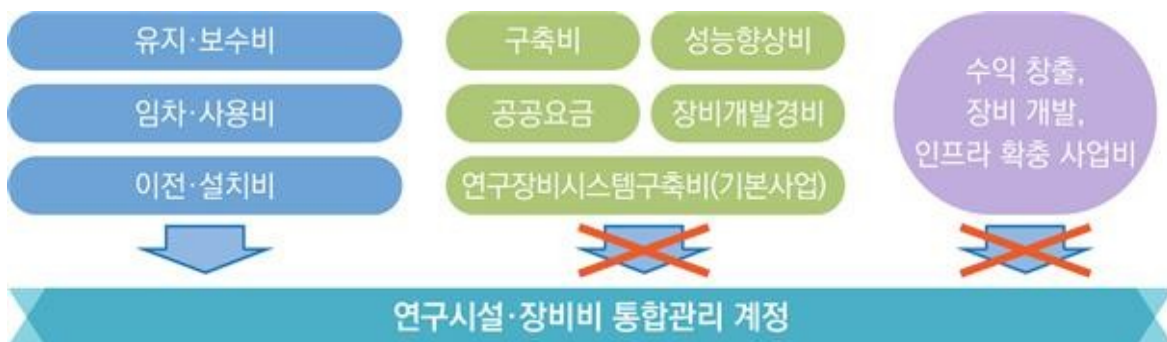 유지·보수비
임차·사용비
이전·설치비
구축비
성능향상비
공공요금
장비개발경비
연구장비시스템구축비(기본사업)
수익 창출,
장비 개발,
인프라 확충 사업비
연구시설·장비비 통합관리 계정